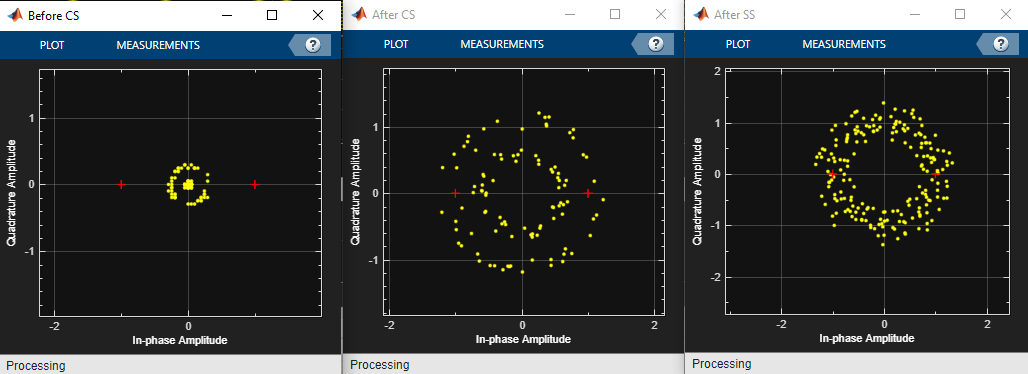 Before CS
PLOT MEASUREMENTS ?
Quadrature Amplitude
1
0
-1
-2 0 2
In-phase Amplitude
Processing
After CS
PLOT MEASUREMENTS ?
Quadrature Amplitude
1
0
-1
-2 0 2
In-phase Amplitude
Processing
After SS
PLOT MEASUREMENTS ?
Quadrature Amplitude
2
1
0
-1
-2
-2 0 2
In-phase Amplitude
Processing